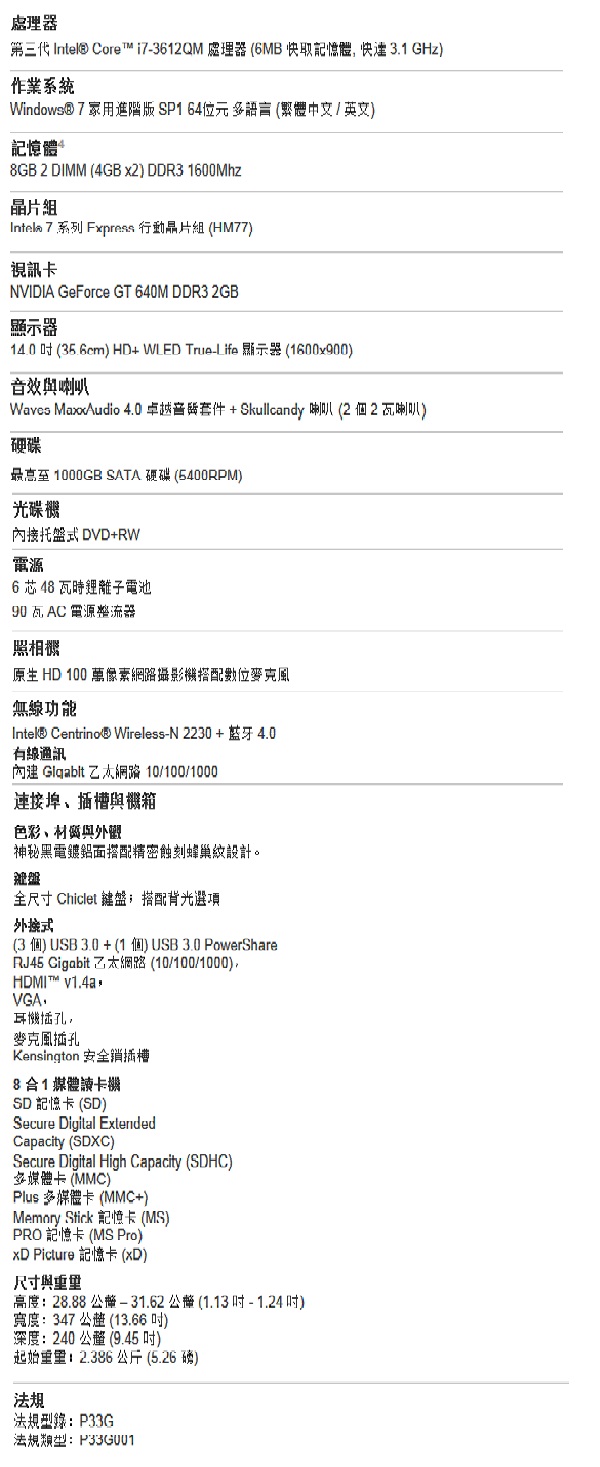 處理器
第三代 Intel® Core™ i7-3612QM 處理器 (6MB 快取記憶體, 快達 3.1 GHz)
作業系統
Windows® 7 家用進階版 SP1 64位元 多語言 (繁體中文 / 英文)
記憶體4
8GB 2 DIMM (4GB x2) DDR3 1600Mhz
晶片組
Intel® 7 系列 Express 行動晶片組 (HM77)
視訊卡
NVIDIA GeForce GT 640M DDR3 2GB
顯示器
14.0 吋 (35.6cm) HD+ WLED True-Life 顯示器 (1600x900)
音效與喇叭
Waves MaxxAudio 4.0 卓越音質套件 + Skullcandy 喇叭 (2 個 2 瓦喇叭)
硬碟
最高至 1000GB SATA 硬碟 (5400RPM)
光碟機
內接托盤式 DVD+RW
電源
6 芯 48 瓦時鋰離子電池
90 瓦 AC 電源整流器
照相機
原生 HD 100 萬像素網路攝影機搭配數位麥克風
無線功能
Intel® Centrino® Wireless-N 2230 + 藍牙 4.0
有線通訊
內建 Gigabit 乙太網路 10/100/1000
連接埠、插槽與機箱
色彩、材質與外觀
神秘黑電鍍鋁面搭配精密蝕刻蜂巢紋設計。
鍵盤
全尺寸 Chiclet 鍵盤；搭配背光選項
外接式
(3 個) USB 3.0 + (1 個) USB 3.0 PowerShare
RJ45 Gigabit 乙太網路 (10/100/1000)，
HDMI™ v1.4a，
VGA，
耳機插孔，
麥克風插孔
Kensington 安全鎖插槽
8 合 1 媒體讀卡機
SD 記憶卡 (SD)
Secure Digital Extended
Capacity (SDXC)
Secure Digital High Capacity (SDHC)
多媒體卡 (MMC)
Plus 多媒體卡 (MMC+)
Memory Stick 記憶卡 (MS)
PRO 記憶卡 (MS Pro)
xD Picture 記憶卡 (xD)
尺寸與重量
高度：28.88 公釐 – 31.62 公釐 (1.13 吋 - 1.24 吋)
寬度：347 公釐 (13.66 吋)
深度：240 公釐 (9.45 吋)
起始重量：2.386 公斤 (5.26 磅)
法規
法規型錄：P33G
法規類型：P33G001